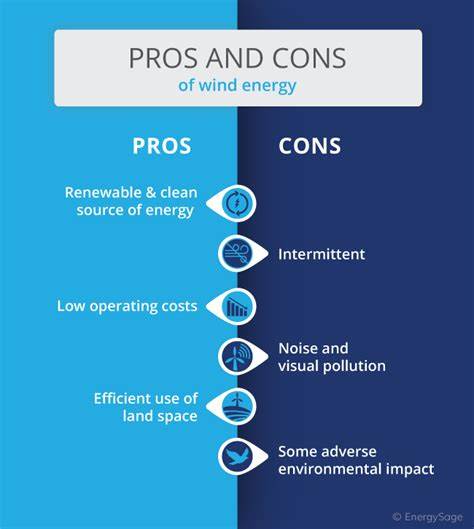 PROS AND CONS
of wind energy
PROS
CONS
Renewable & clean
source of energy
Intermittent
Low operating costs
Noise and
visual pollution
Efficient use of
land space
Some adverse
environmental impact
© EnergySage